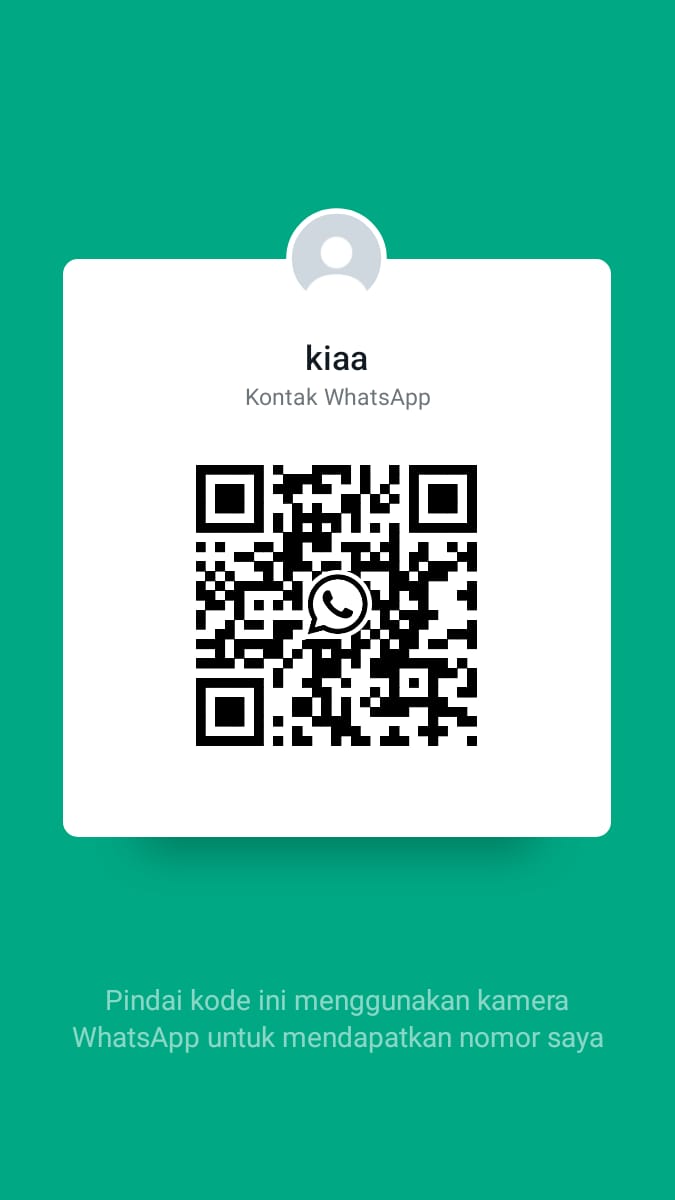 kiaa
Kontak WhatsApp
Pindai kode ini menggunakan kamera
WhatsApp untuk mendapatkan nomor saya